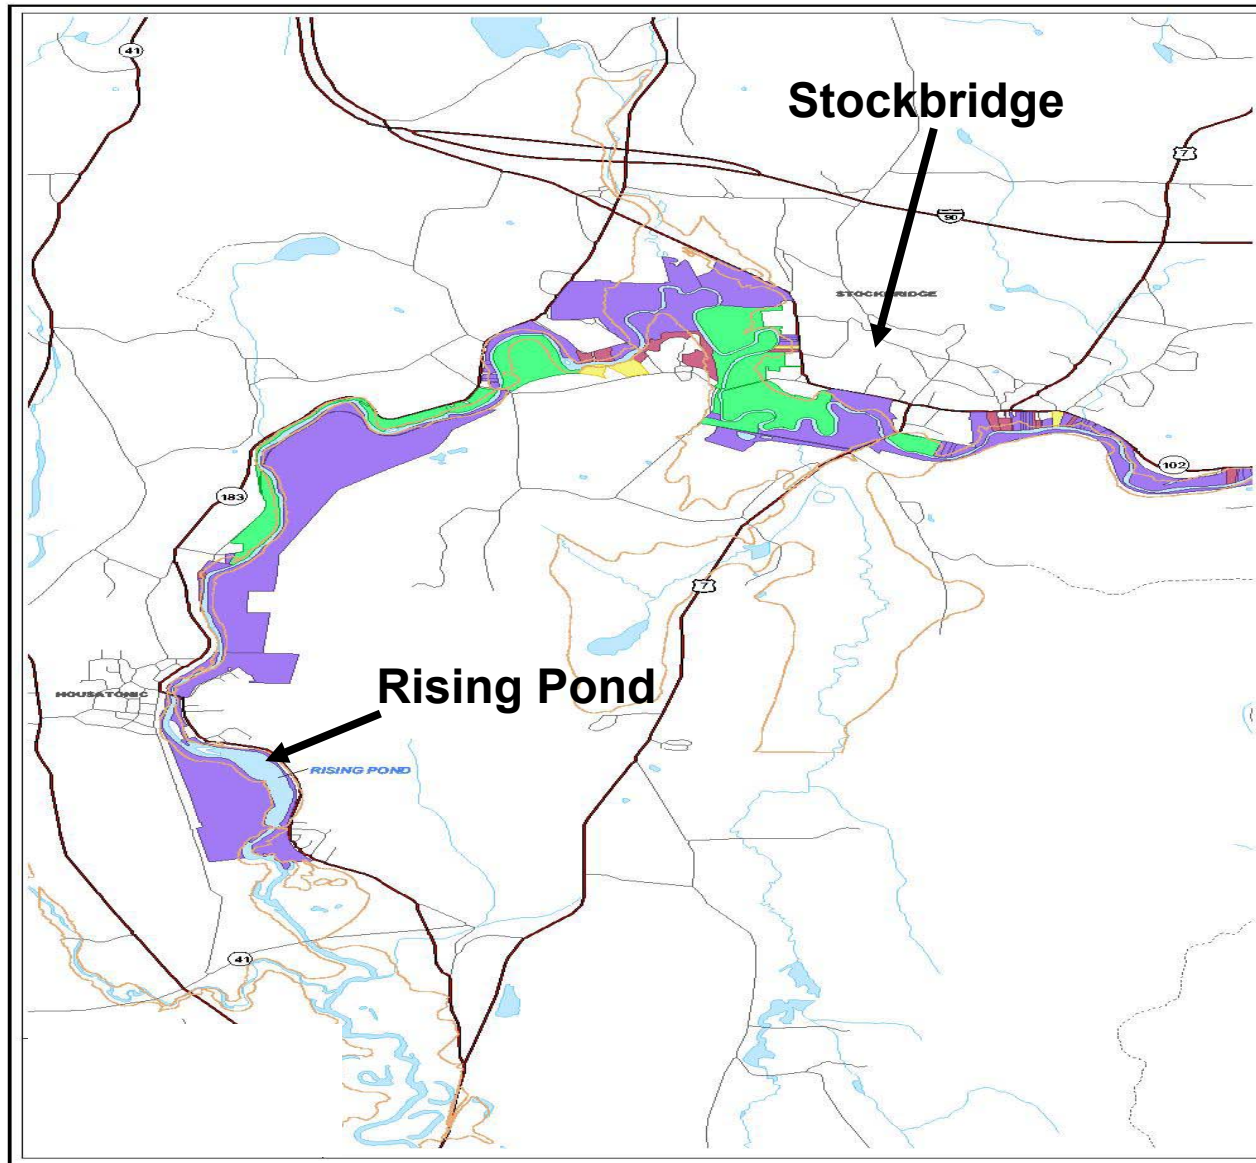 41
Stockbridge
7
90
STOCKBRIDGE
102
183
7
Rising Pond
HOUSATONIC
RISING POND
41